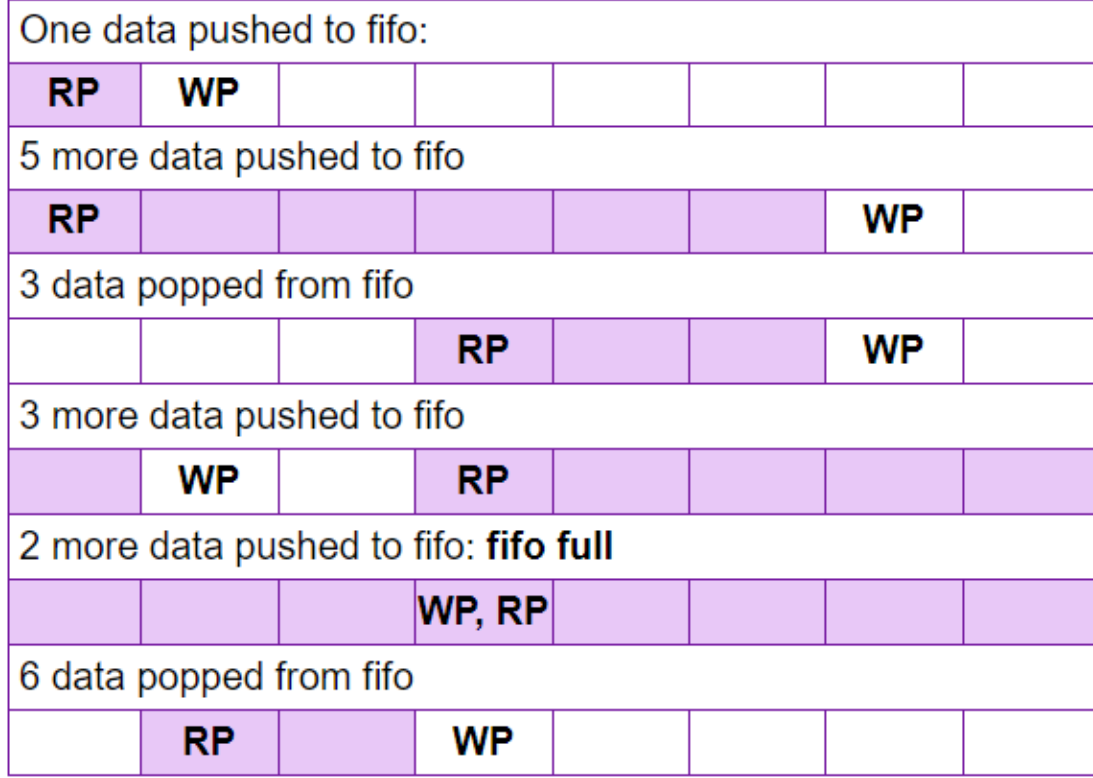 One data pushed to fifo:
RP WP
5 more data pushed to fifo
RP WP
3 data popped from fifo
RP WP
3 more data pushed to fifo
WP RP
2 more data pushed to fifo: fifo full
WP, RP
6 data popped from fifo
RP WP